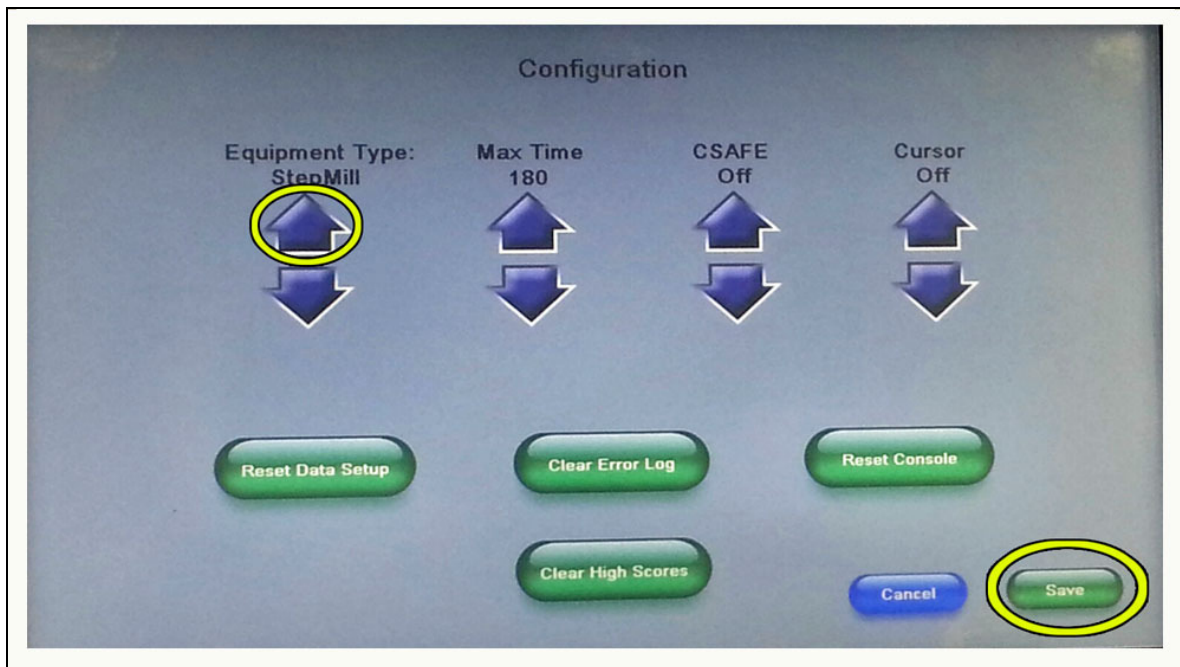 Configuration
Equipment Type:
StepMill
Max Time
180
CSAFE
Off
Cursor
Off
Reset Data Setup
Clear Error Log
Reset Console
Clear High Scores
Cancel
Save